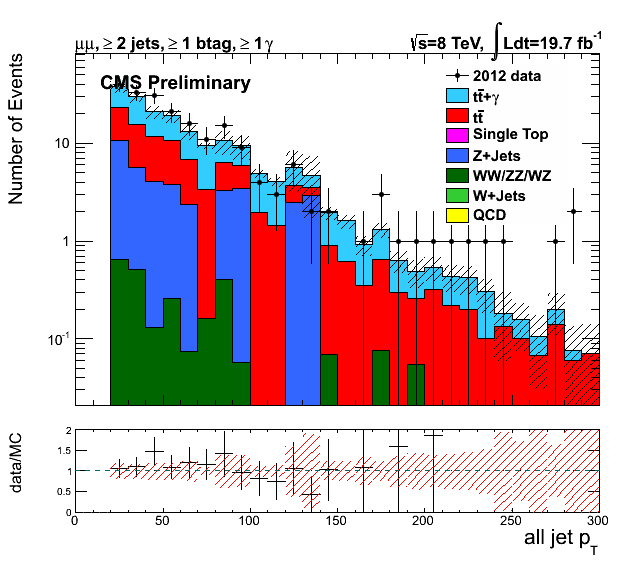 μμ, ≥ 2 jets, ≥ 1 btag, ≥ 1γ
√s=8 TeV, ∫Ldt=19.7 fb⁻¹
CMS Preliminary
2012 data
tt̄+γ
tt̄
Single Top
Z+Jets
WW/ZZ/WZ
W+Jets
QCD
Number of Events
10
1
10⁻¹
data/MC
2
1.5
1
0.5
0
0 50 100 150 200 250 300
all jet p_T